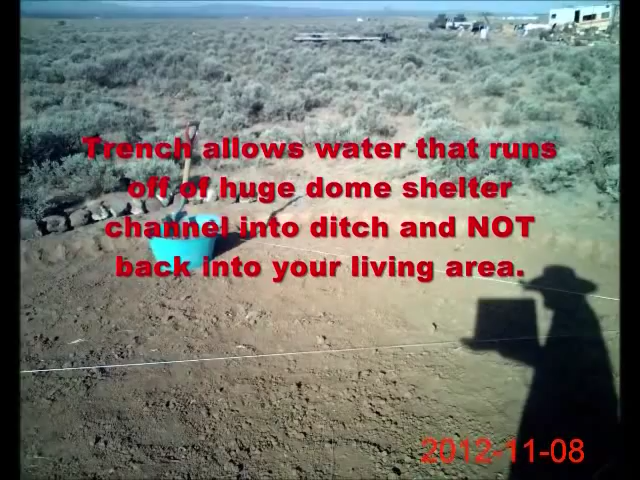 Trench allows water that runs
off of huge dome shelter
channel into ditch and NOT
back into your living area.
2012-11-08